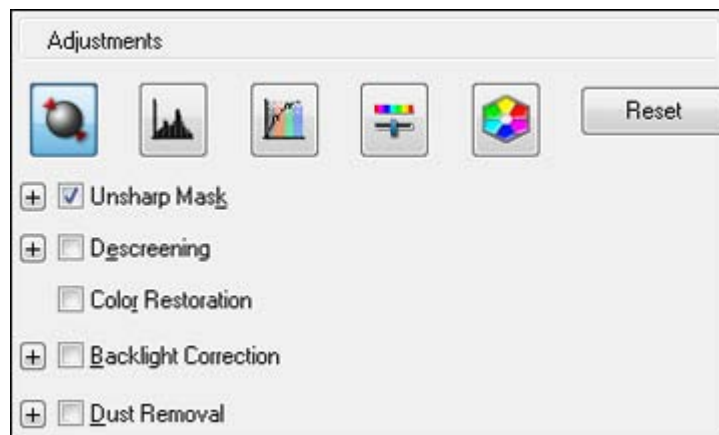 Adjustments
Reset
Unsharp Mask
Descreening
Color Restoration
Backlight Correction
Dust Removal